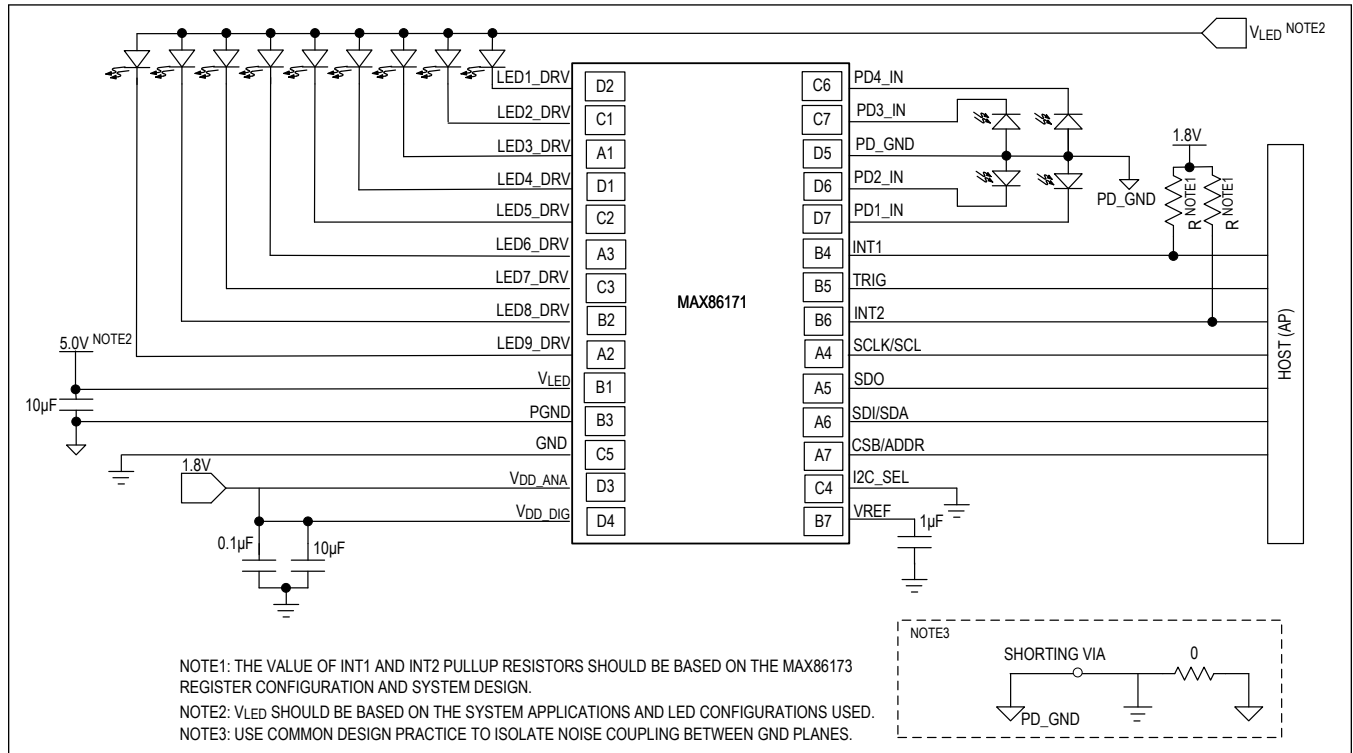 VLED NOTE2
LED1_DRV
D2
C6
PD4_IN
LED2_DRV
C1
C7
PD3_IN
LED3_DRV
A1
D5
PD_GND
1.8V
LED4_DRV
D1
D6
PD2_IN
PD_GND
R NOTE1
R NOTE1
LED5_DRV
C2
D7
PD1_IN
LED6_DRV
A3
B4
INT1
LED7_DRV
C3
MAX86171
B5
TRIG
LED8_DRV
B2
B6
INT2
HOST (AP)
5.0V NOTE2
LED9_DRV
A2
A4
SCLK/SCL
10µF
VLED
B1
A5
SDO
PGND
B3
A6
SDI/SDA
GND
C5
A7
CSB/ADDR
1.8V
VDD_ANA
D3
C4
I2C_SEL
VDD_DIG
D4
B7
VREF
1µF
0.1µF
10µF
NOTE3
SHORTING VIA
0
PD_GND
NOTE1: THE VALUE OF INT1 AND INT2 PULLUP RESISTORS SHOULD BE BASED ON THE MAX86173
REGISTER CONFIGURATION AND SYSTEM DESIGN.
NOTE2: VLED SHOULD BE BASED ON THE SYSTEM APPLICATIONS AND LED CONFIGURATIONS USED.
NOTE3: USE COMMON DESIGN PRACTICE TO ISOLATE NOISE COUPLING BETWEEN GND PLANES.